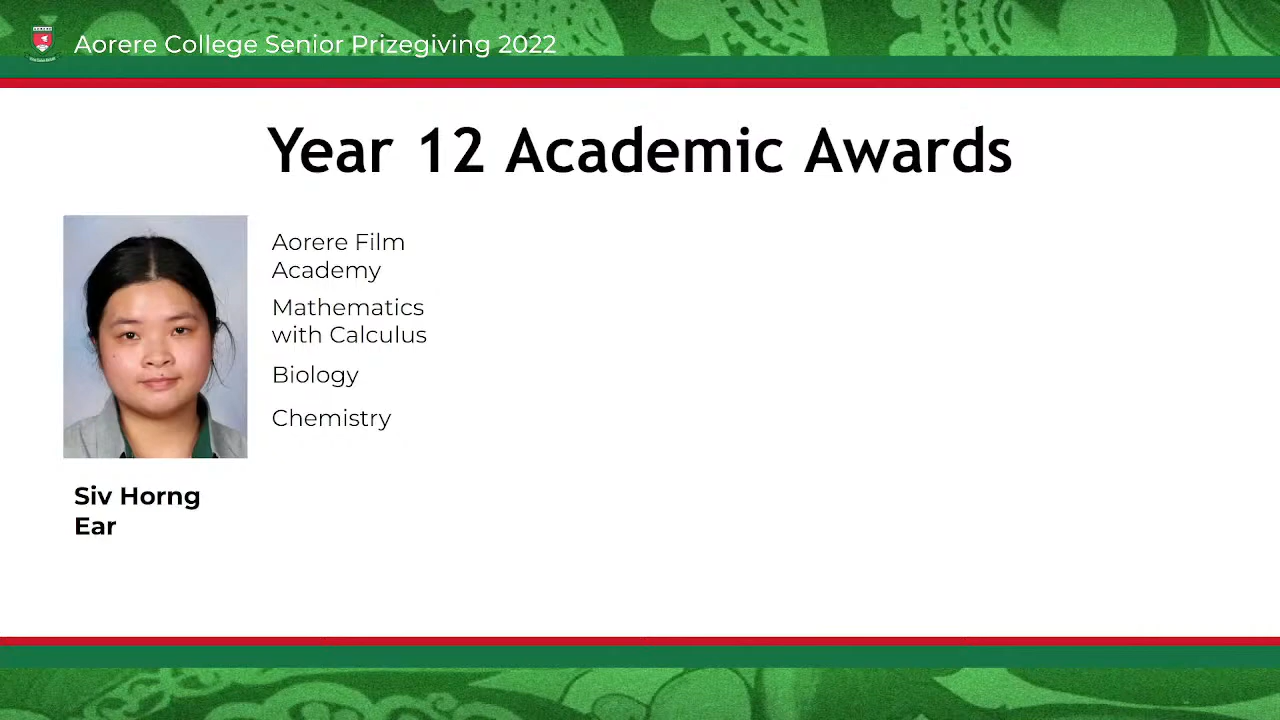 Aorere College Senior Prizegiving 2022
Year 12 Academic Awards
Aorere Film
Academy
Mathematics
with Calculus
Biology
Chemistry
Siv Horng
Ear